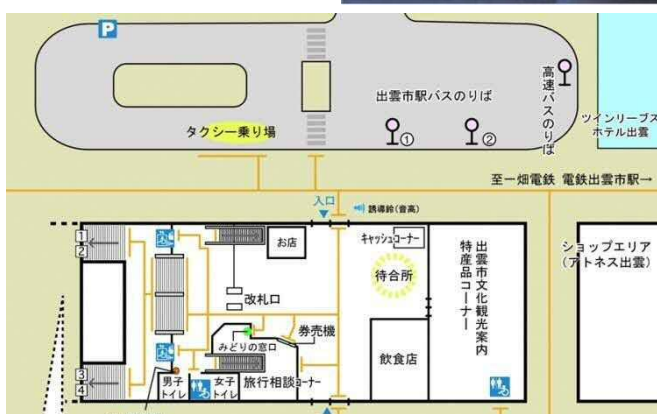 P
出雲市駅バスのりば
高速バスのりば
ツインリーブス
ホテル出雲
タクシー乗り場
①
②
至一畑電鉄 電鉄出雲市駅→
入口
誘導鈴(音高)
1
2
お店
キャッシュコーナー
待合所
出雲市文化観光案内
特産品コーナー
ショップエリア
(アトネス出雲)
改札口
みどりの窓口
券売機
飲食店
3
4
男子
トイレ
女子
トイレ
旅行相談コーナー